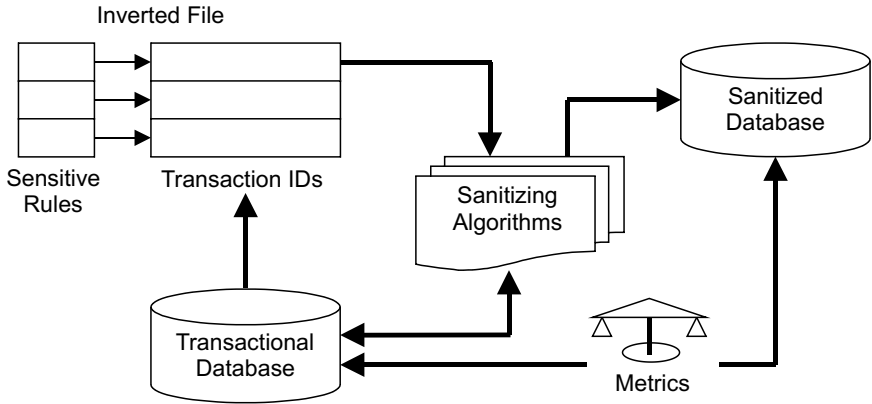 Inverted File
Sensitive
Rules
Transaction IDs
Sanitizing
Algorithms
Sanitized
Database
Transactional
Database
Metrics